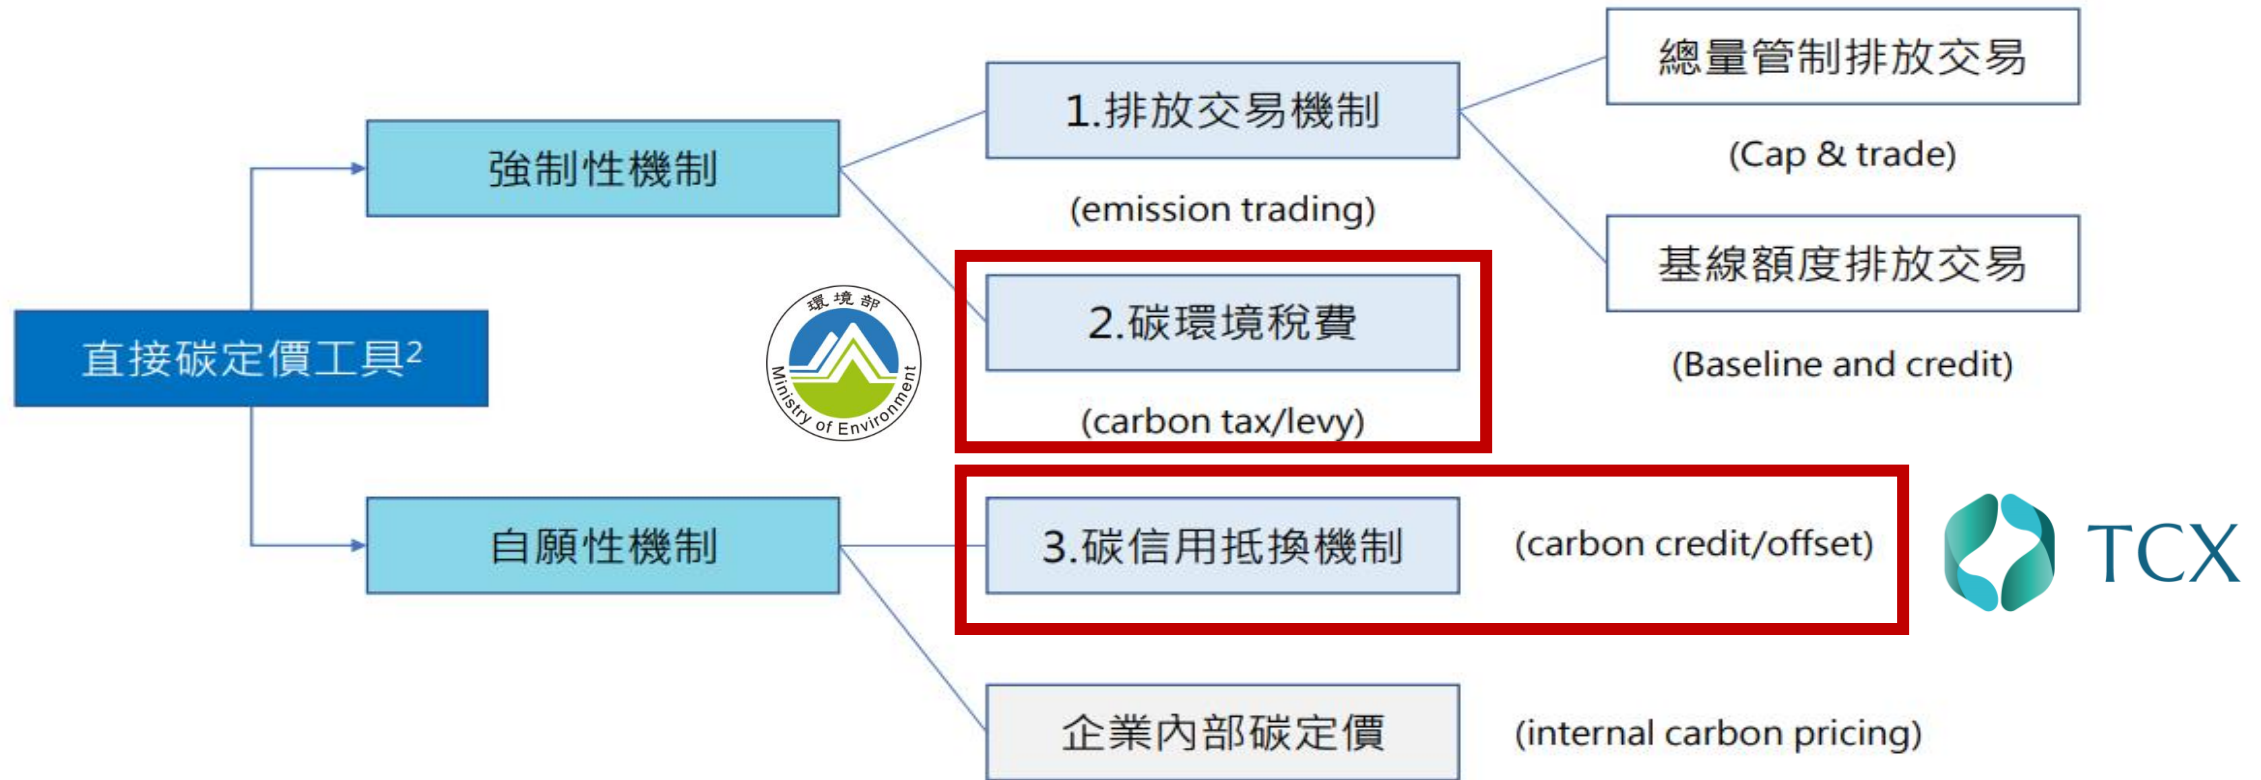 總量管制排放交易
(Cap & trade)
1.排放交易機制
(emission trading)
強制性機制
基線額度排放交易
(Baseline and credit)
2.碳環境稅費
(carbon tax/levy)
環境部
Ministry of Environment
直接碳定價工具2
自願性機制
3.碳信用抵換機制
(carbon credit/offset)
TCX
企業內部碳定價
(internal carbon pricing)